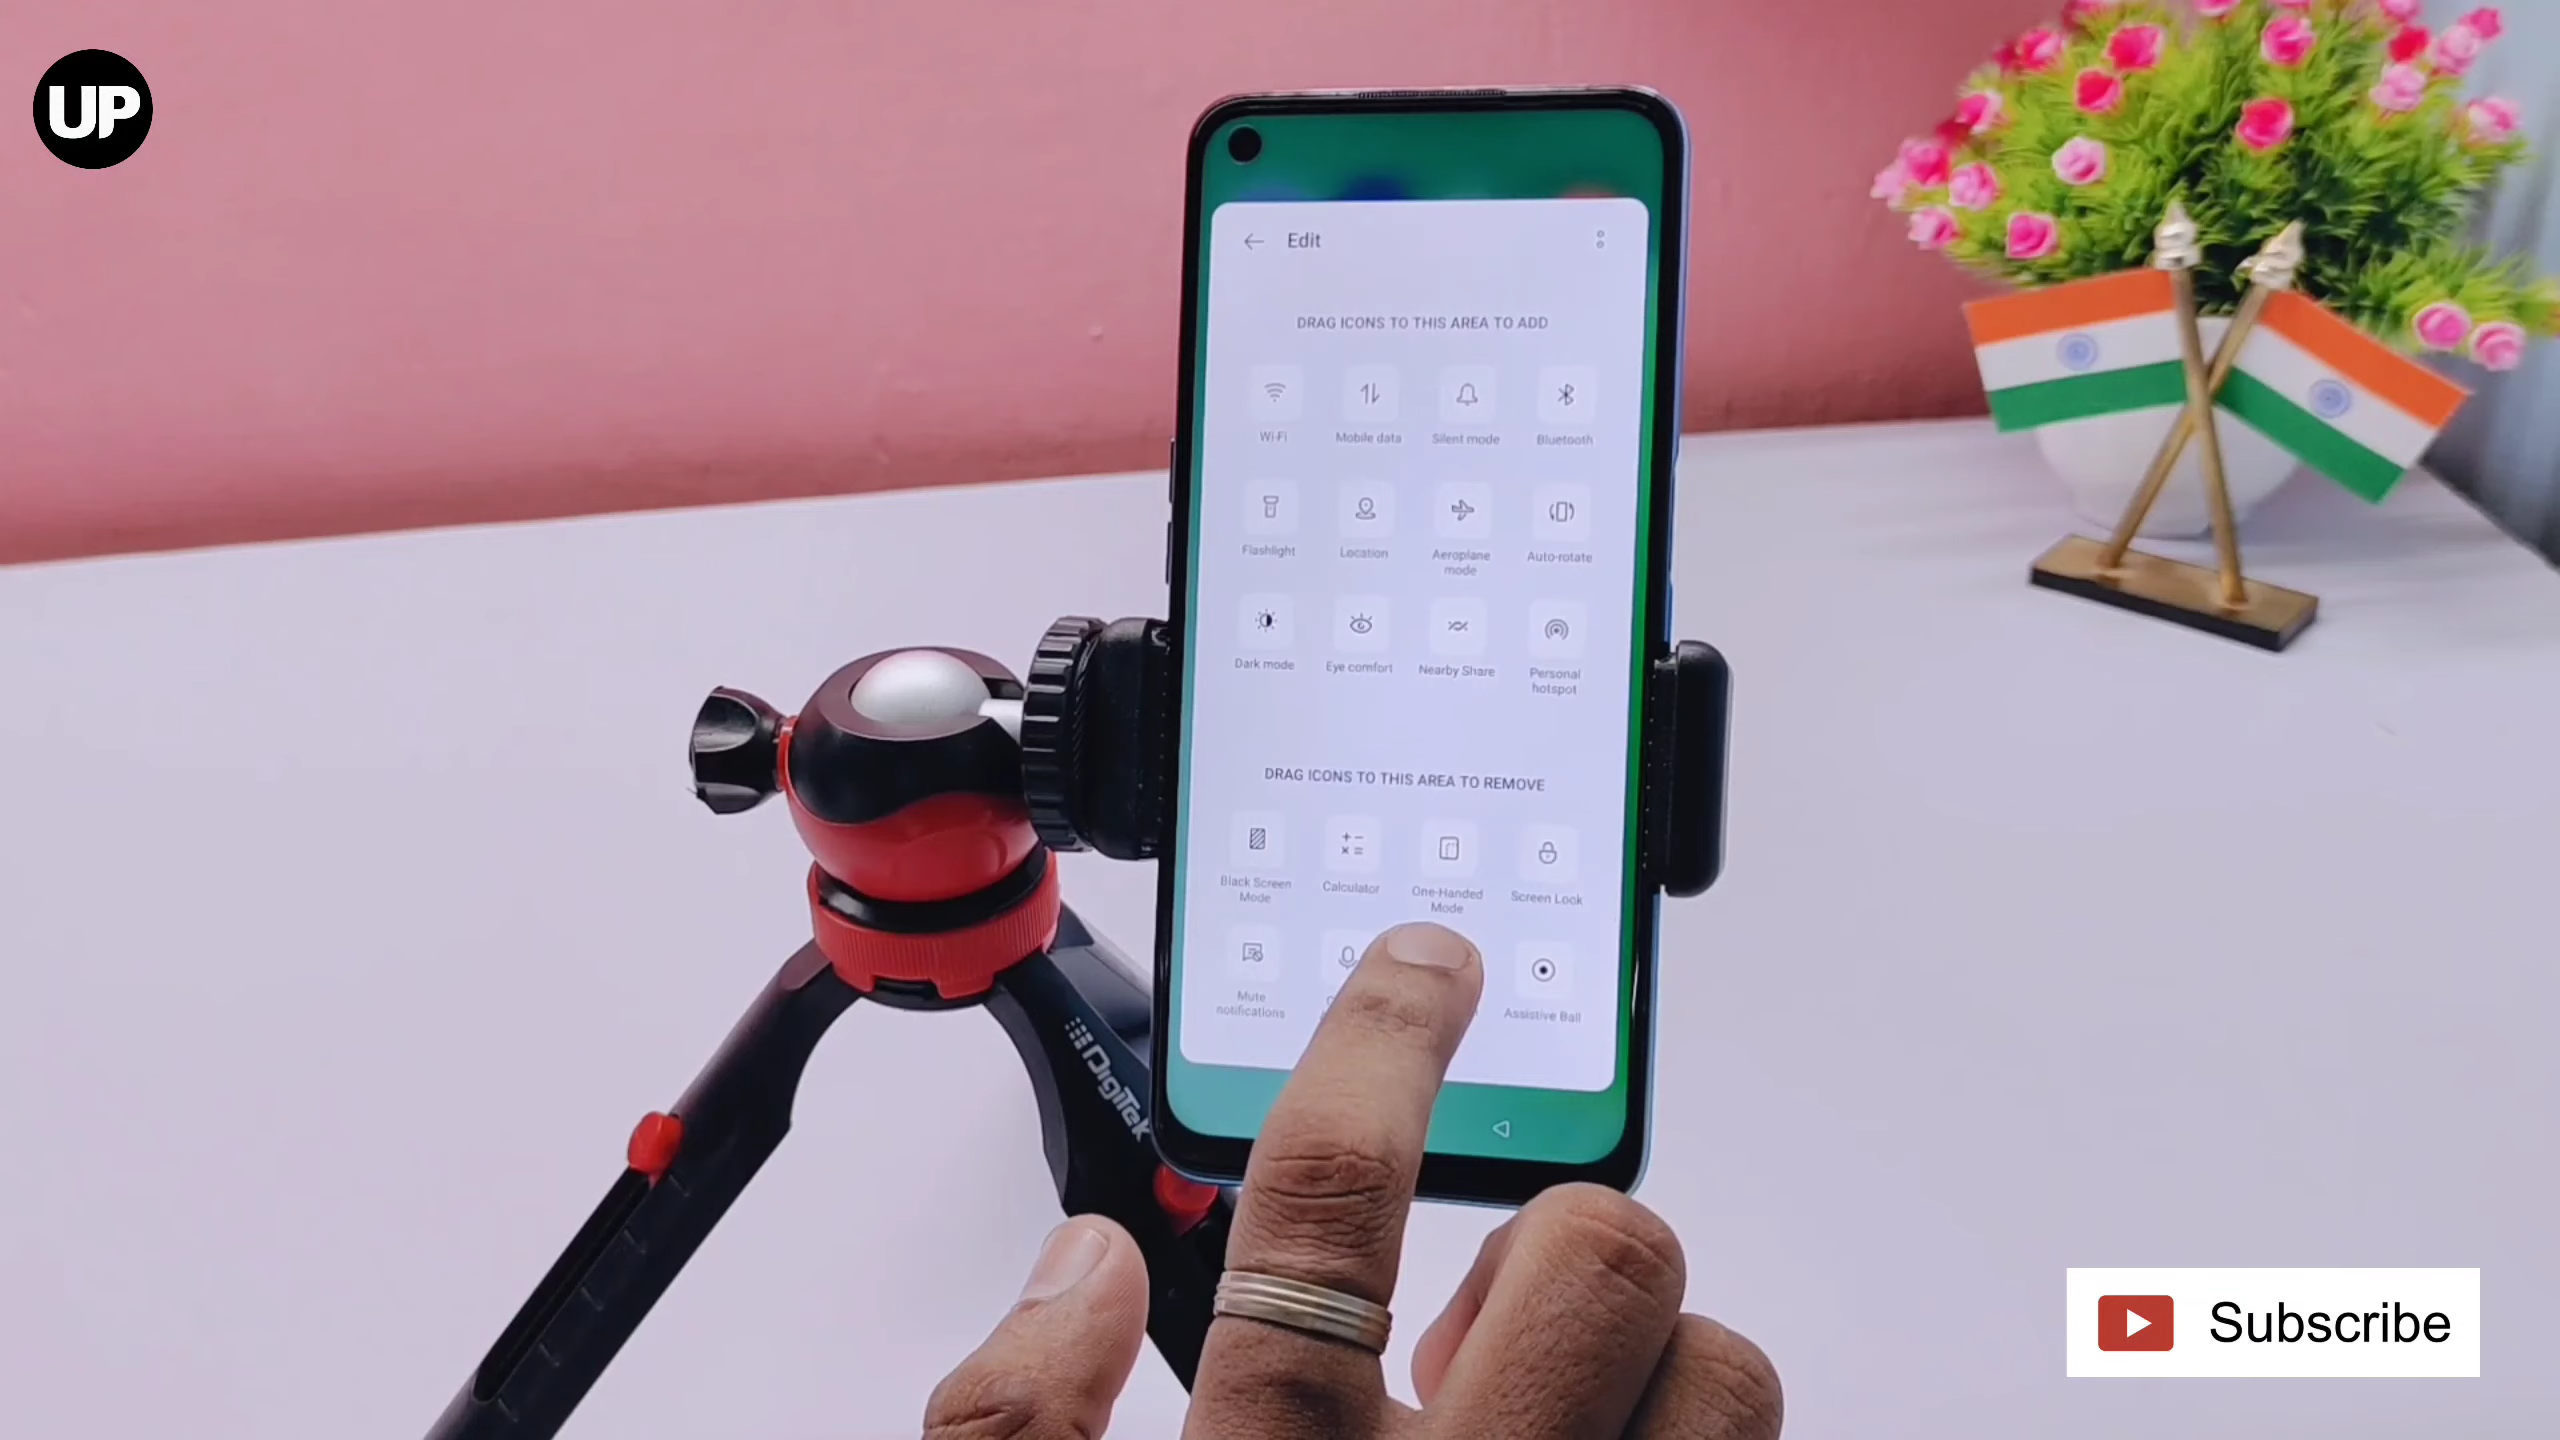 UP
Edit
DRAG ICONS TO THIS AREA TO ADD
Wi-Fi
Mobile data
Silent mode
Bluetooth
Flashlight
Location
Aeroplane
mode
Auto-rotate
Dark mode
Eye comfort
Nearby Share
Personal
hotspot
DRAG ICONS TO THIS AREA TO REMOVE
Black Screen
Mode
Calculator
One-Handed
Mode
Screen Lock
Mute
notifications
Assistive Ball
DigiTek
Subscribe